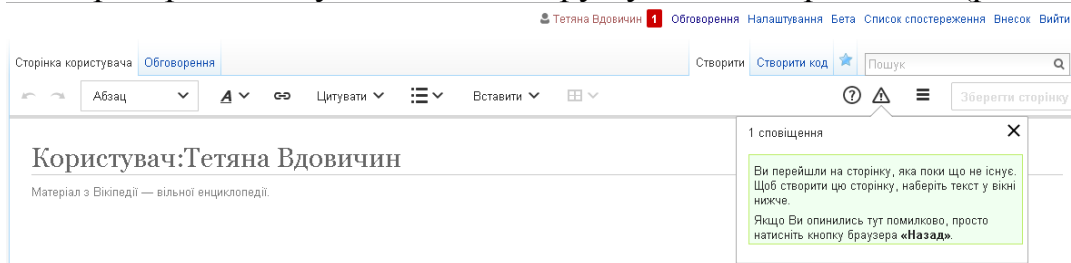 Тетяна Вдовичин 1 Обговорення Налаштування Бета Список спостереження Внесок Вийти
Сторінка користувача Обговорення Створити Створити код Пошук
Абзац A Цитувати Вставити Зберегти сторінку
1 сповіщення
Користувач:Тетяна Вдовичин
Матеріал з Вікіпедії — вільної енциклопедії.
Ви перейшли на сторінку, яка поки що не існує.
Щоб створити цю сторінку, наберіть текст у вікні
нижче.
Якщо Ви опинились тут помилково, просто
натисніть кнопку браузера «Назад».